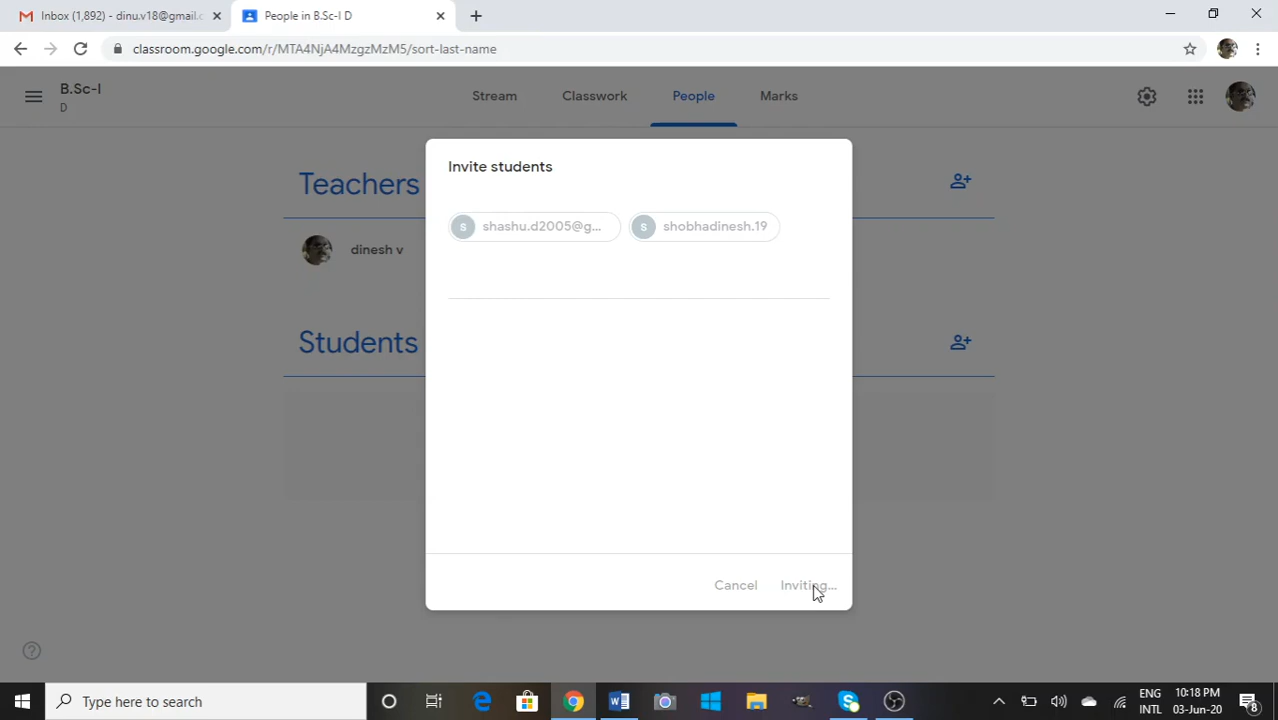 Inbox (1,892) - dinu.v18@gmail.c
People in B.Sc-I D
classroom.google.com/r/MTA4NjA4MzgzMzM5/sort-last-name
B.Sc-I
D
Stream
Classwork
People
Marks
Invite students
Teachers
S shashu.d2005@g...
S shobhadinesh.19
dinesh v
Students
Cancel
Inviting...
Type here to search
ENG
INTL
10:18 PM
03-Jun-20
8